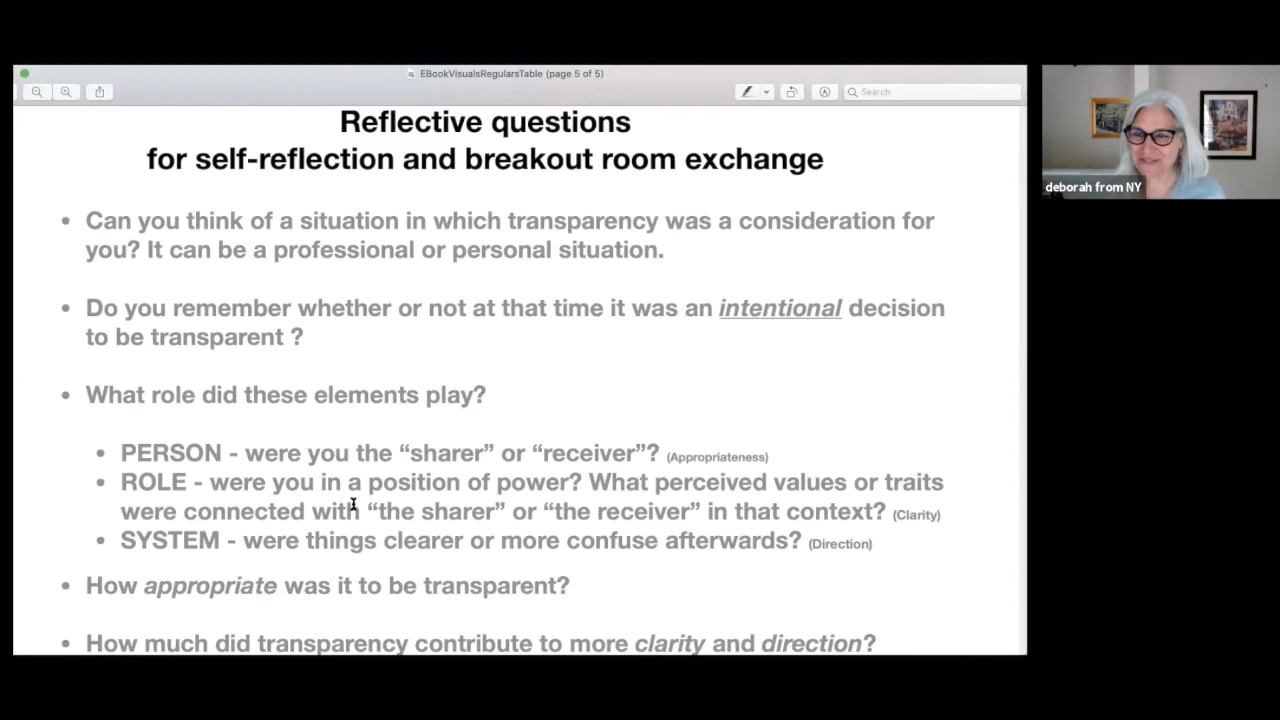 EBookVisualsRegularsTable (page 5 of 5)
Search
Reflective questions
for self-reflection and breakout room exchange
• Can you think of a situation in which transparency was a consideration for
you? It can be a professional or personal situation.
• Do you remember whether or not at that time it was an intentional decision
to be transparent ?
• What role did these elements play?
• PERSON - were you the “sharer” or “receiver”? (Appropriateness)
• ROLE - were you in a position of power? What perceived values or traits
were connected with “the sharer” or “the receiver” in that context? (Clarity)
• SYSTEM - were things clearer or more confuse afterwards? (Direction)
• How appropriate was it to be transparent?
• How much did transparency contribute to more clarity and direction?
deborah from NY